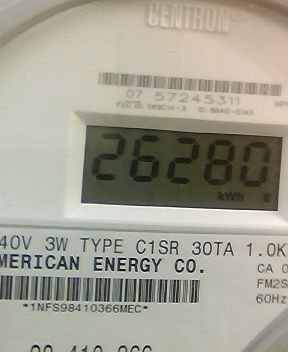 CENTRON®
07 57245311
26280
kWh
40V 3W TYPE C1SR 30TA 1.0K
MERICAN ENERGY CO.
CA 0
FM2S
60Hz
*1NFS98410366MEC*